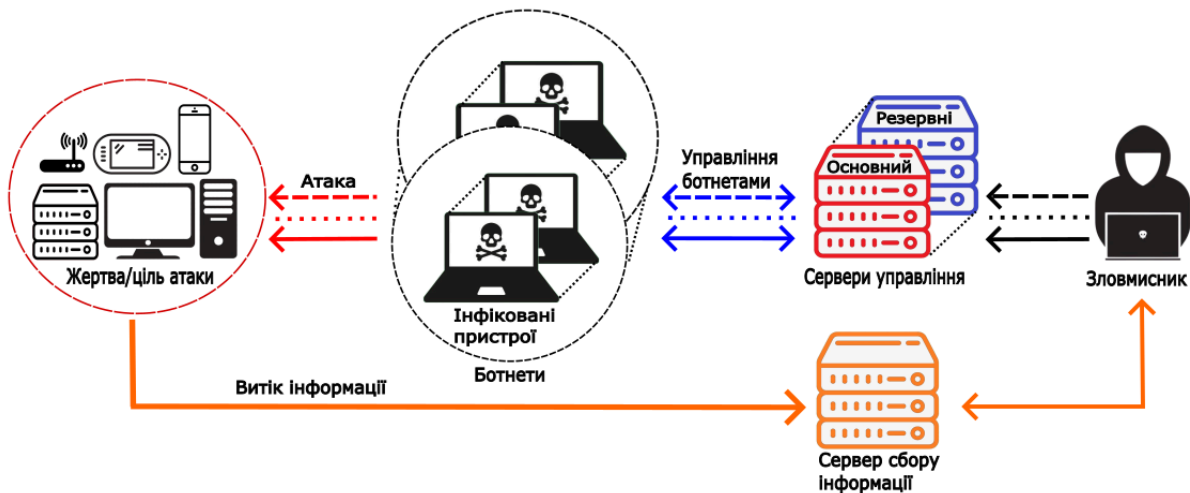 Резервні
Основний
Управління
ботнетами
Атака
Жертва/ціль атаки
Сервери управління
Зловмисник
Інфіковані
пристрої
Ботнети
Витік інформації
Сервер сбору
інформації